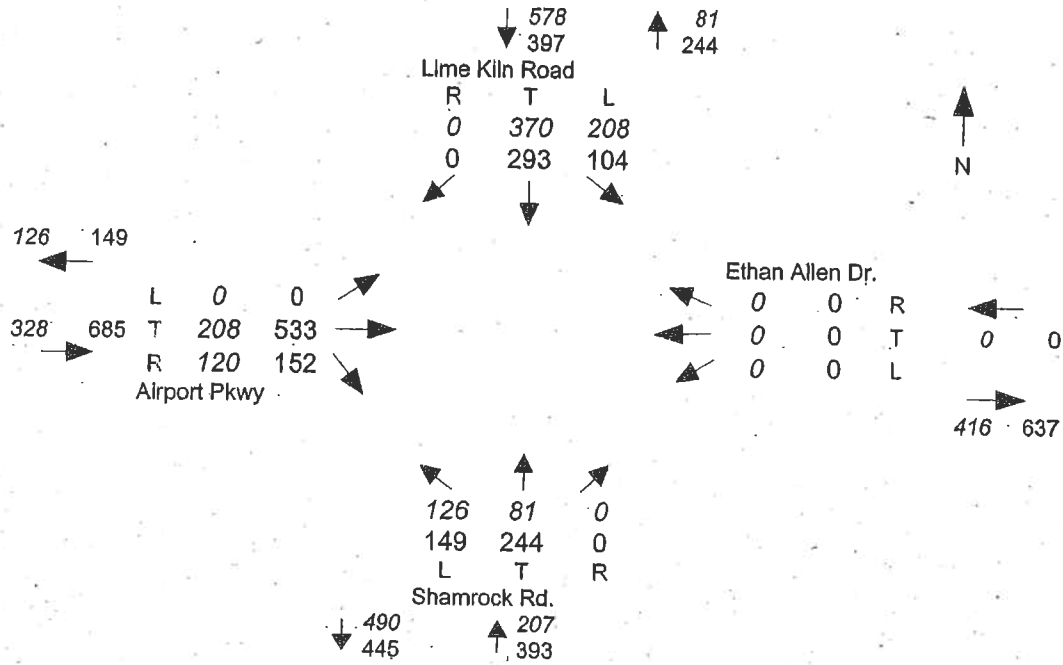 578 81
397 244
Lime Kiln Road
R T L
0 370 208
0 293 104
N
126 149
Ethan Allen Dr.
L 0 0
0 0 R
328 685 T 208 533
0 0 T 0 0
R 120 152
0 0 L
Airport Pkwy
416 637
126 81 0
149 244 0
L T R
Shamrock Rd.
490 207
445 393